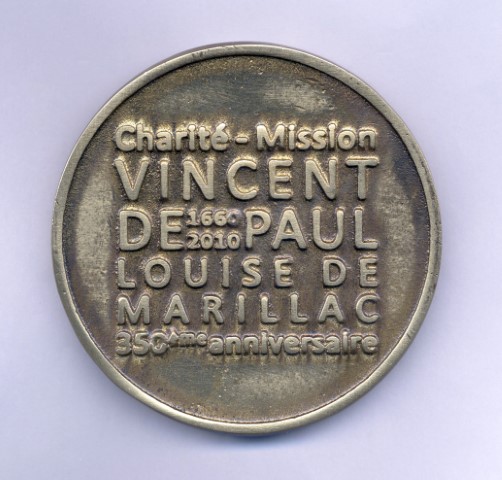 Charité - Mission
VINCENT
DE 1660 2010 PAUL
LOUISE DE
MARILLAC
350ème anniversaire